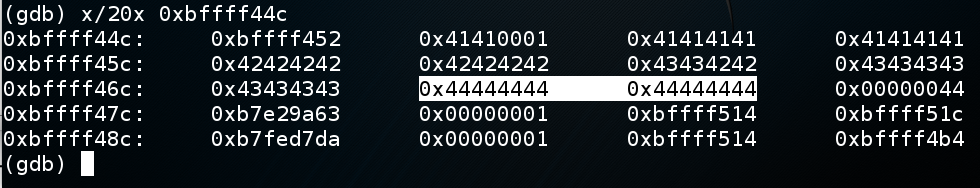 (gdb) x/20x 0xbffff44c
0xbffff44c: 0xbffff452 0x41410001 0x41414141 0x41414141
0xbffff45c: 0x42424242 0x42424242 0x43434242 0x43434343
0xbffff46c: 0x43434343 0x44444444 0x44444444 0x00000044
0xbffff47c: 0xb7e29a63 0x00000001 0xbffff514 0xbffff51c
0xbffff48c: 0xb7fed7da 0x00000001 0xbffff514 0xbffff4b4
(gdb)